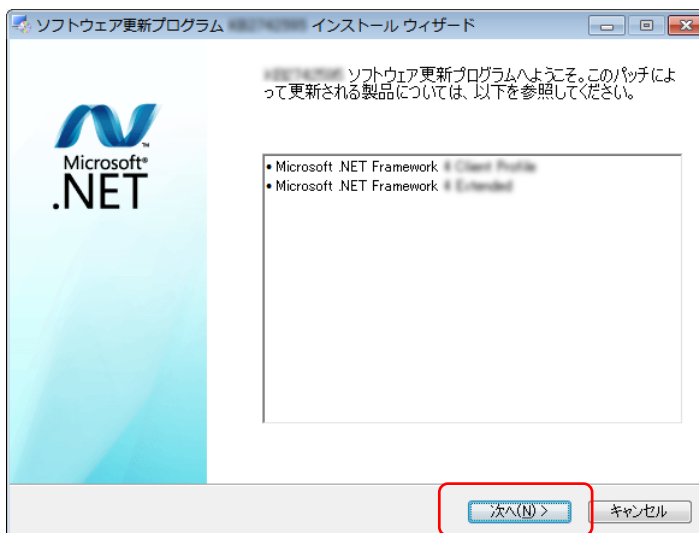 ソフトウェア更新プログラム インストール ウィザード
ソフトウェア更新プログラムへようこそ。このパッチによ
って更新される製品については、以下を参照してください。
Microsoft®
.NET
• Microsoft .NET Framework
• Microsoft .NET Framework
次へ(N) >
キャンセル